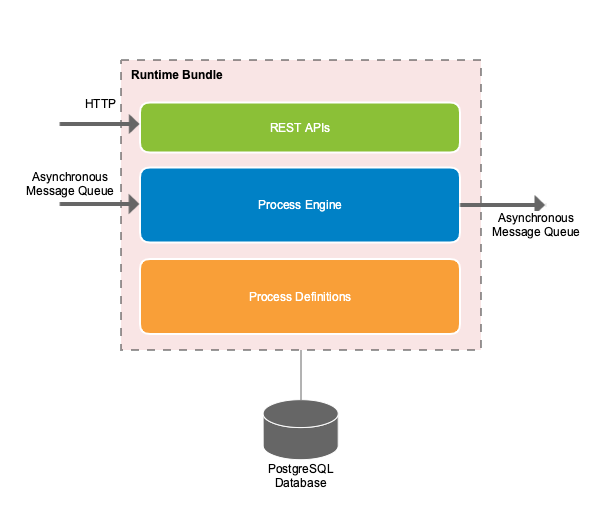 Runtime Bundle
HTTP
REST APIs
Asynchronous
Message Queue
Process Engine
Asynchronous
Message Queue
Process Definitions
PostgreSQL
Database